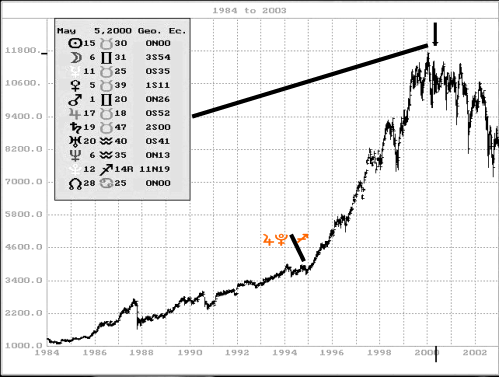 1984 to 2003
May 5,2000 Geo. Ec.
☉15 ♉ 30 0N00
☽ 6 ♊ 31 3S54
11 ♉ 25 0S35
♀ 5 ♉ 39 1S11
♂ 1 ♊ 20 0N26
♃ 17 ♉ 18 0S52
♄ 19 ♉ 47 2S00
♅ 20 ♒ 40 0S41
♆ 6 ♒ 35 0N13
12 ♐ 14R 11N19
☊ 28 ♋ 25 0N00
11800.0
10600.0
9400.0
8200.0
7000.0
5800.0
4600.0
3400.0
2200.0
1000.0
♃ ♐
1984 1986 1988 1990 1992 1994 1996 1998 2000 2002